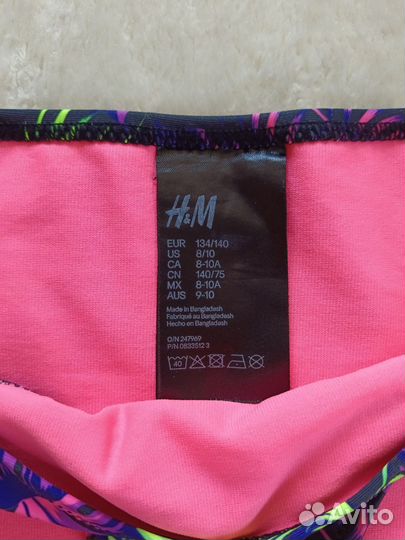 H&M
EUR 134/140
US 8/10
CA 8-10A
CN 140/75
MX 8-10A
AUS 9-10
Made in Bangladesh
Fabriqué au Bangladesh
Hecho en Bangladesh
O/N 247969
P/N 0833512 3
40
Avito